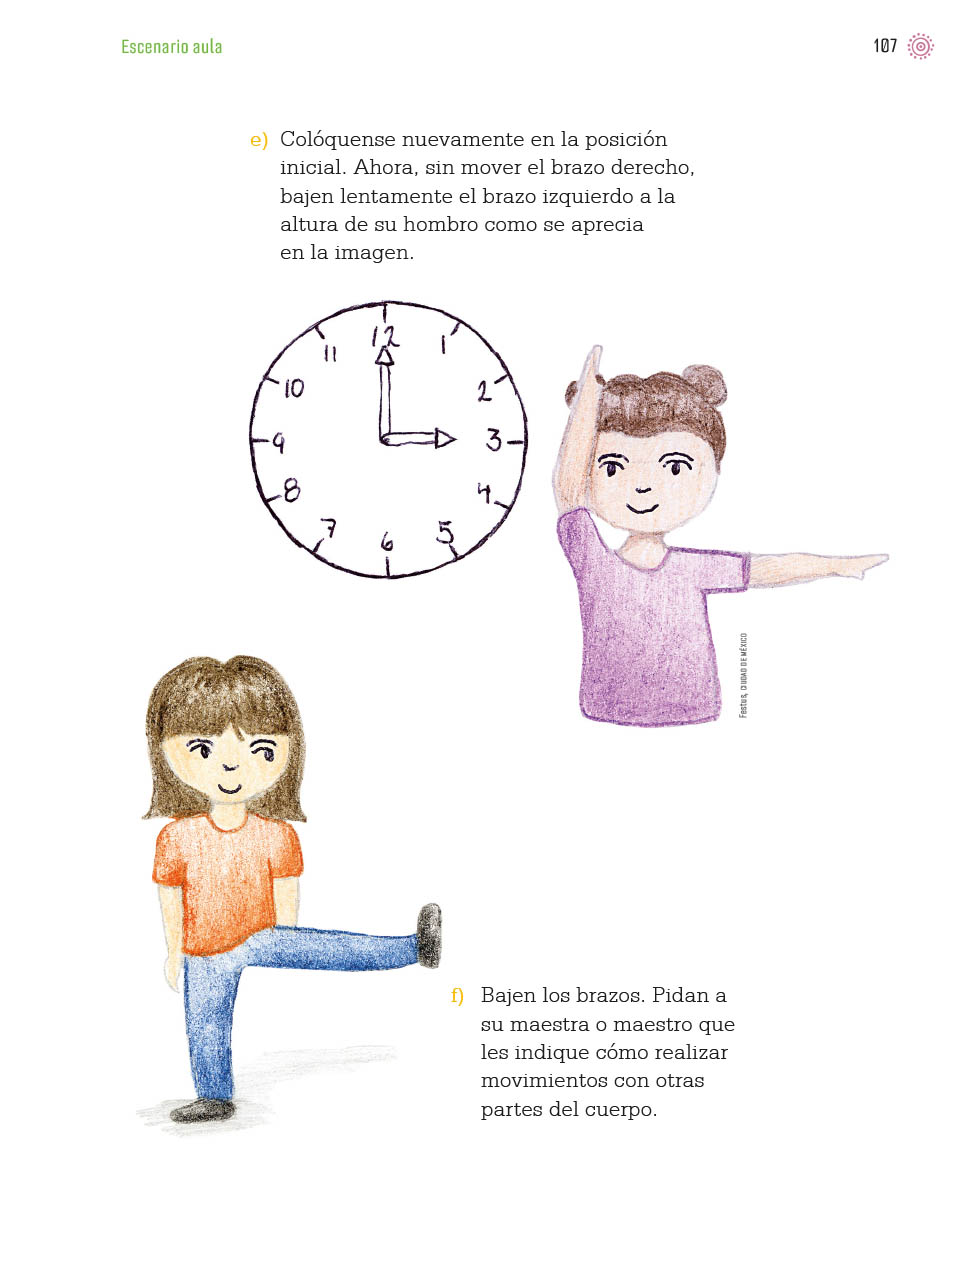 Escenario aula
107
e) Colóquense nuevamente en la posición
inicial. Ahora, sin mover el brazo derecho,
bajen lentamente el brazo izquierdo a la
altura de su hombro como se aprecia
en la imagen.
12
1
2
3
4
5
6
7
8
9
10
11
Festus, CIUDAD DE MÉXICO
f) Bajen los brazos. Pidan a
su maestra o maestro que
les indique cómo realizar
movimientos con otras
partes del cuerpo.